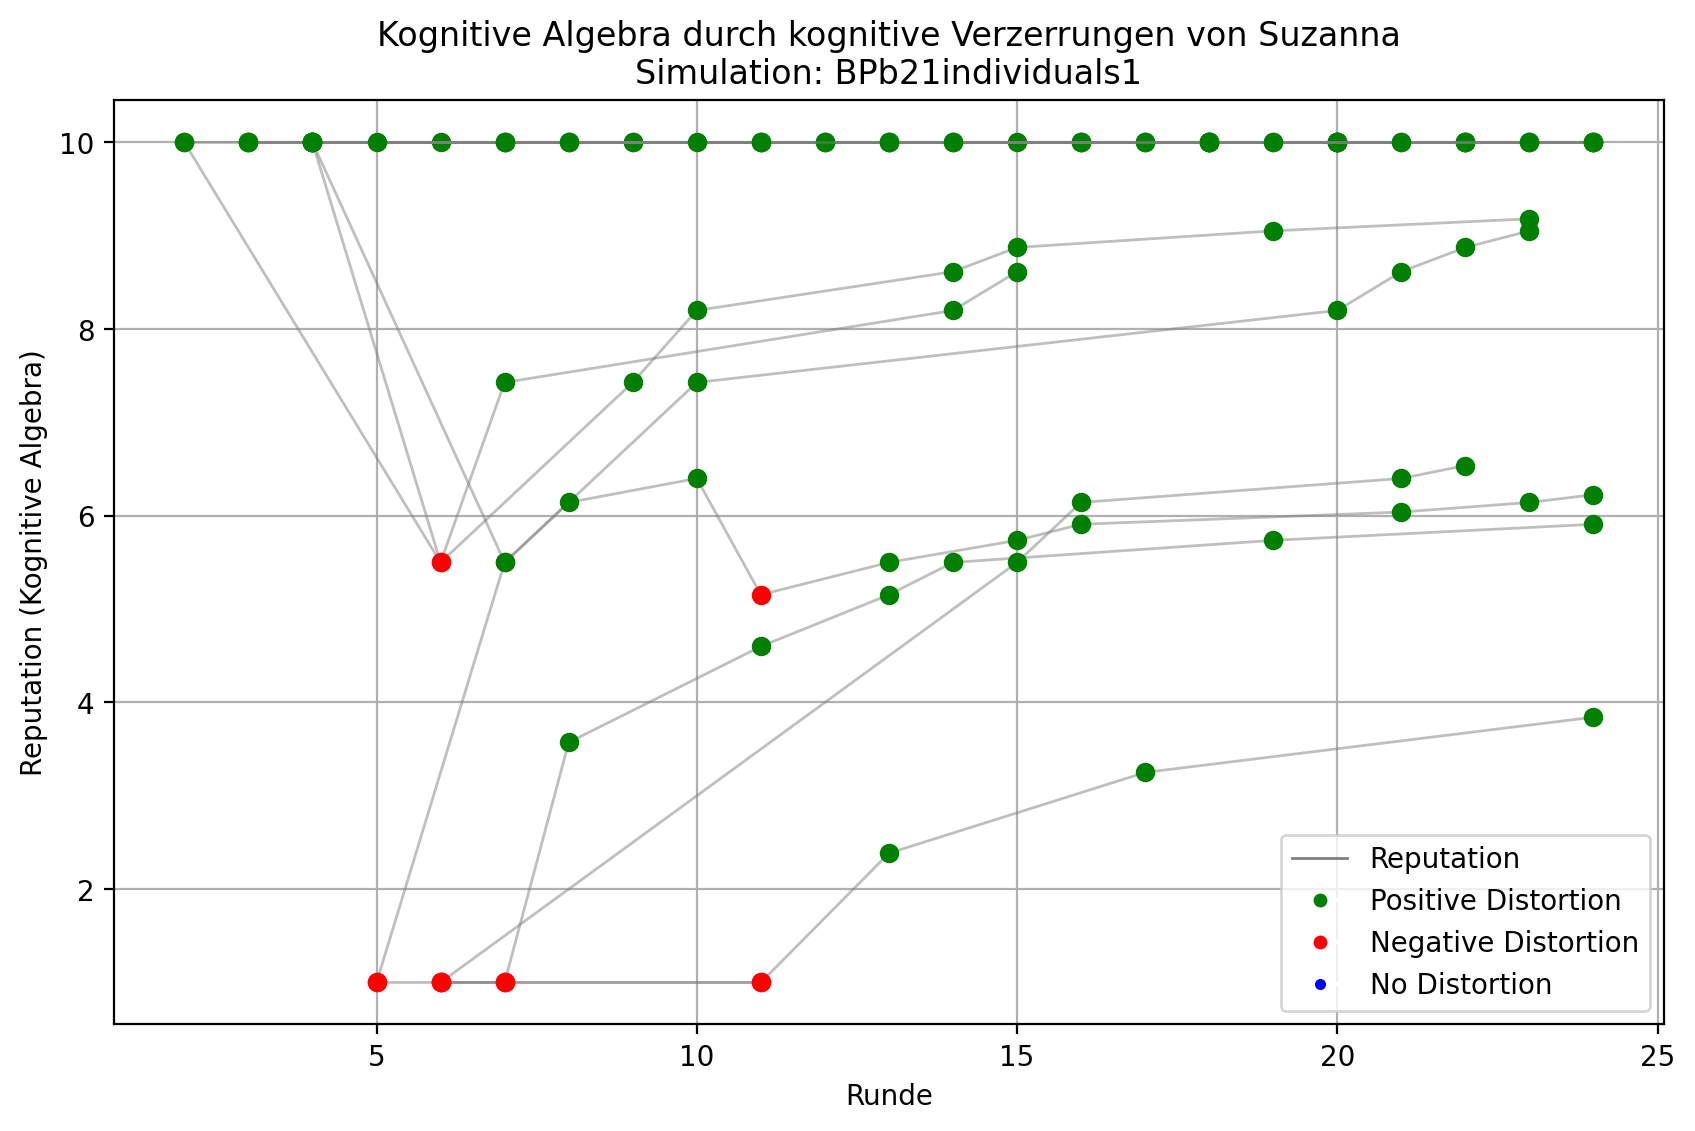 Kognitive Algebra durch kognitive Verzerrungen von Suzanna
Simulation: BPb21individuals1
Reputation (Kognitive Algebra)
10
8
6
4
2
5
10
15
20
25
Runde
Reputation
Positive Distortion
Negative Distortion
No Distortion